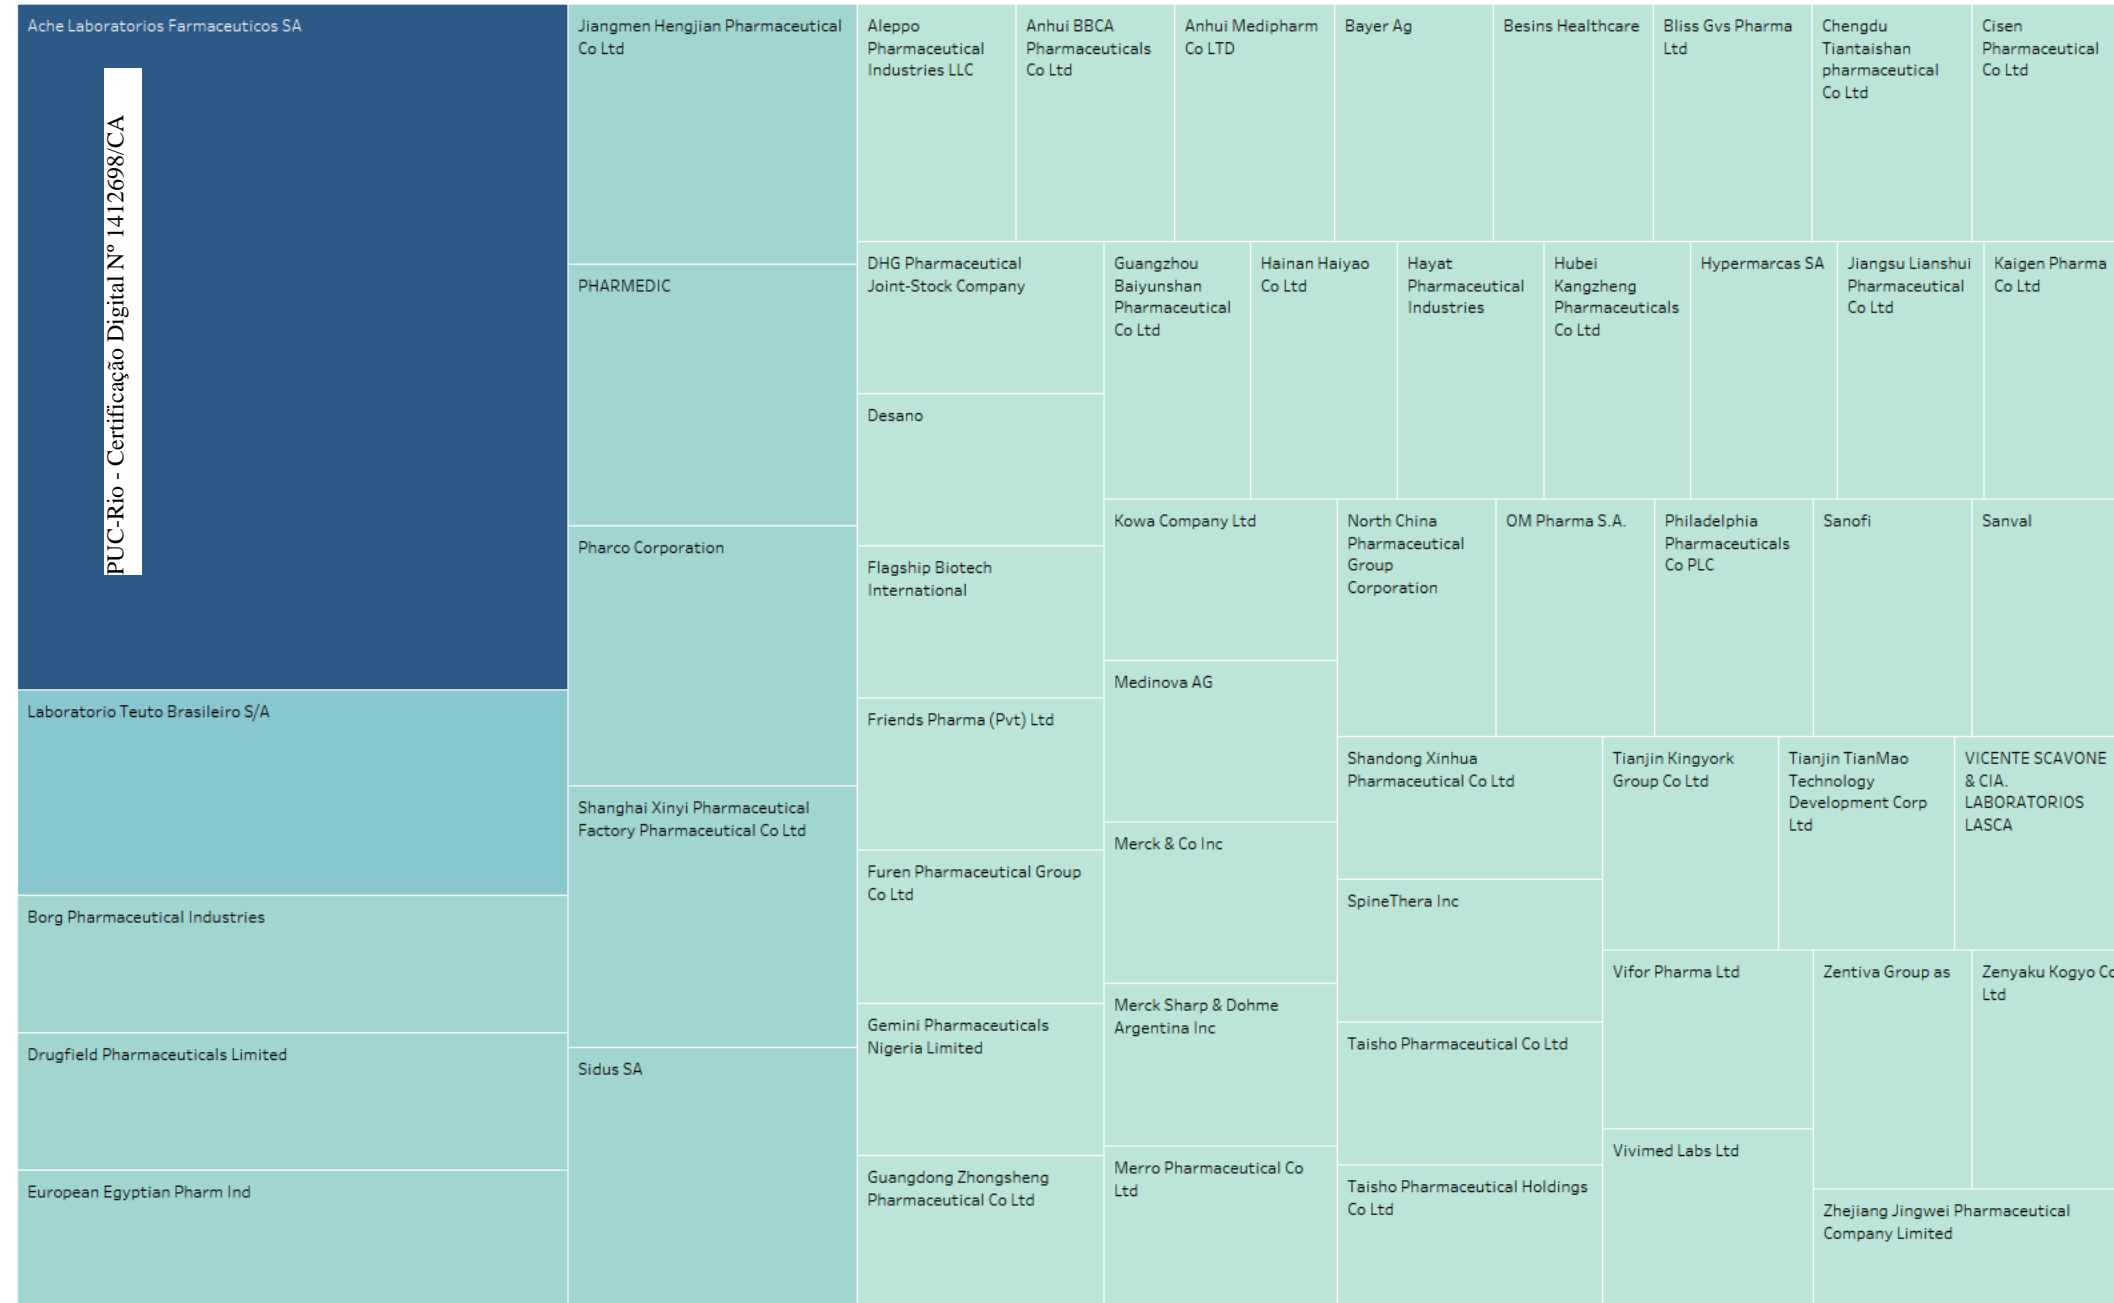 Ache Laboratorios Farmaceuticos SA
PUC-Rio - Certificação Digital Nº 1412698/CA
Laboratorio Teuto Brasileiro S/A
Borg Pharmaceutical Industries
Drugfield Pharmaceuticals Limited
European Egyptian Pharm Ind
Jiangmen Hengjian Pharmaceutical
Co Ltd
PHARMEDIC
Pharco Corporation
Shanghai Xinyi Pharmaceutical
Factory Pharmaceutical Co Ltd
Sidus SA
Aleppo
Pharmaceutical
Industries LLC
Anhui BBCA
Pharmaceuticals
Co Ltd
Anhui Medipharm
Co LTD
Bayer Ag
Besins Healthcare
Bliss Gvs Pharma
Ltd
Chengdu
Tiantaishan
pharmaceutical
Co Ltd
Cisen
Pharmaceutical
Co Ltd
DHG Pharmaceutical
Joint-Stock Company
Desano
Flagship Biotech
International
Friends Pharma (Pvt) Ltd
Furen Pharmaceutical Group
Co Ltd
Gemini Pharmaceuticals
Nigeria Limited
Guangdong Zhongsheng
Pharmaceutical Co Ltd
Guangzhou
Baiyunshan
Pharmaceutical
Co Ltd
Hainan Haiyao
Co Ltd
Hayat
Pharmaceutical
Industries
Hubei
Kangzheng
Pharmaceuticals
Co Ltd
Hypermarcas SA
Jiangsu Lianshui
Pharmaceutical
Co Ltd
Kaigen Pharma
Co Ltd
Kowa Company Ltd
Medinova AG
Merck & Co Inc
Merck Sharp & Dohme
Argentina Inc
Merro Pharmaceutical Co
Ltd
North China
Pharmaceutical
Group
Corporation
OM Pharma S.A.
Philadelphia
Pharmaceuticals
Co PLC
Sanofi
Sanval
Shandong Xinhua
Pharmaceutical Co Ltd
SpineThera Inc
Taisho Pharmaceutical Co Ltd
Taisho Pharmaceutical Holdings
Co Ltd
Tianjin Kingyork
Group Co Ltd
Tianjin TianMao
Technology
Development Corp
Ltd
VICENTE SCAVONE
& CIA.
LABORATORIOS
LASCA
Vifor Pharma Ltd
Vivimed Labs Ltd
Zentiva Group as
Zenyaku Kogyo Co
Ltd
Zhejiang Jingwei Pharmaceutical
Company Limited